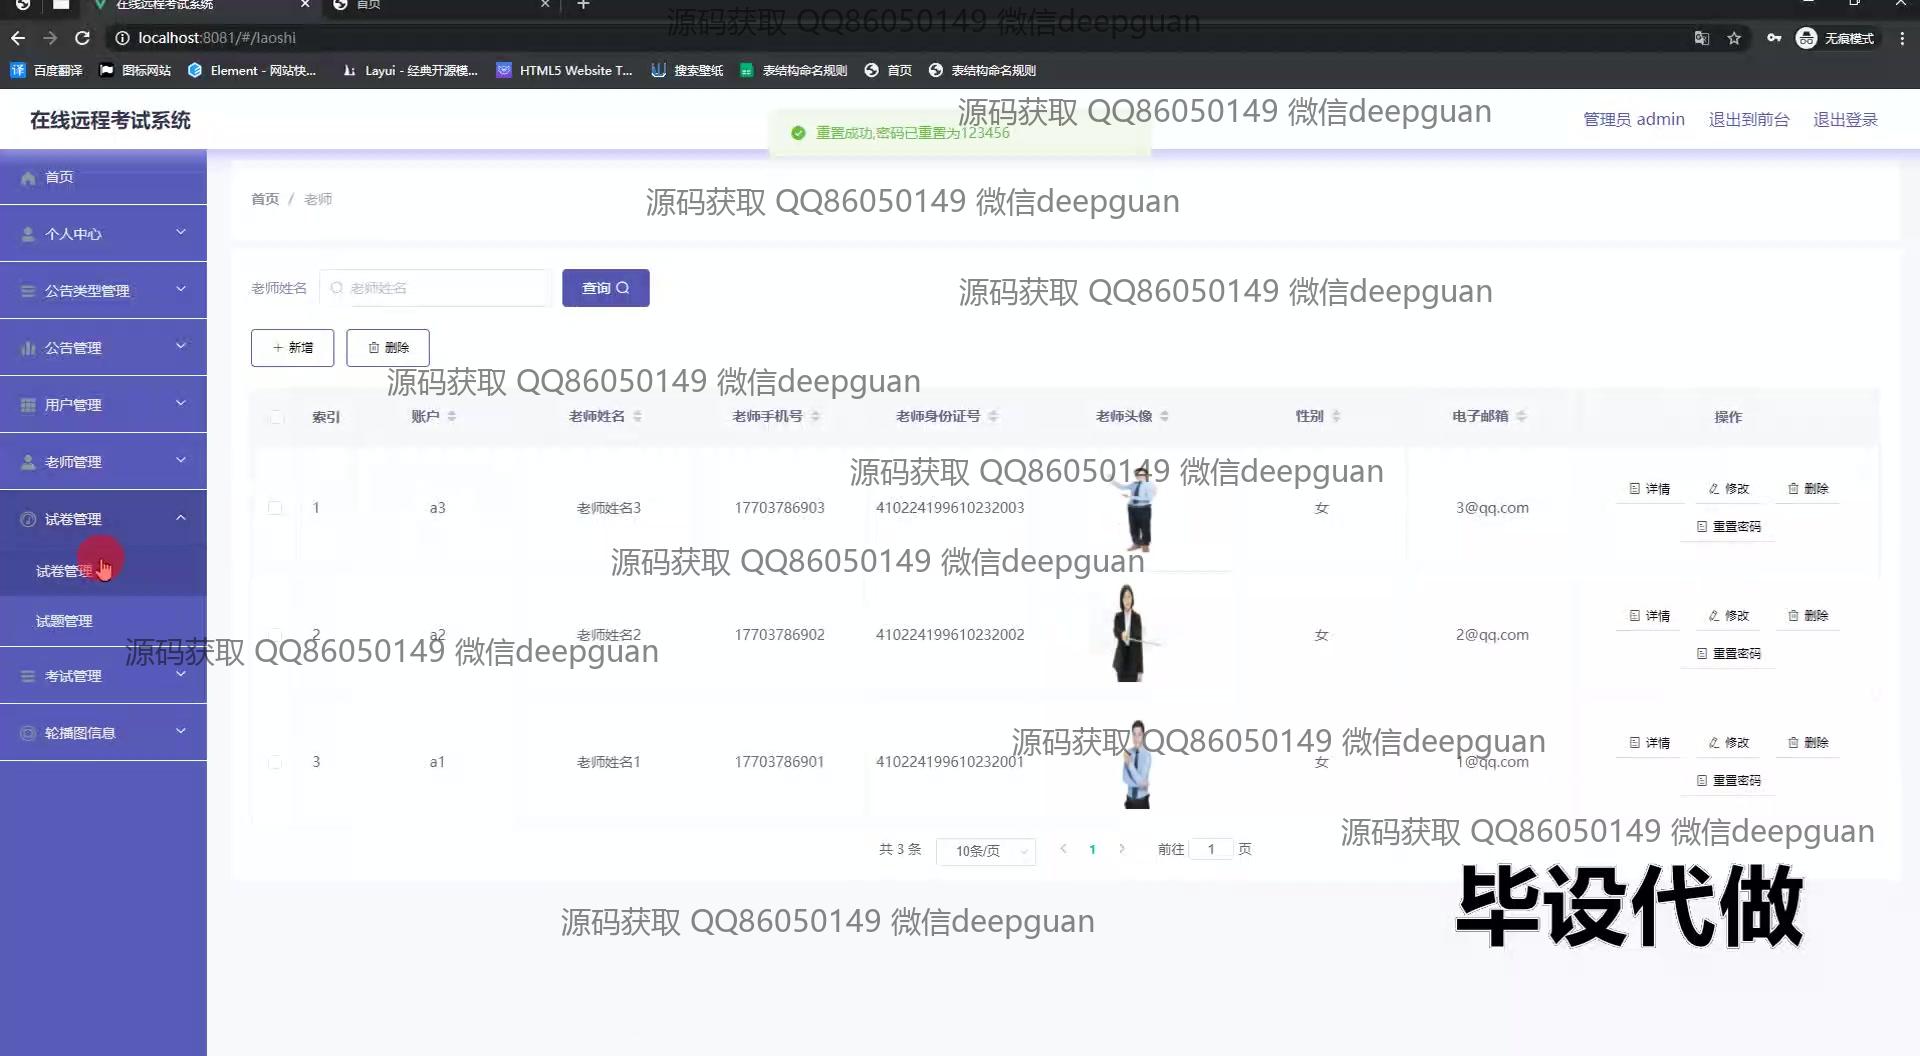 在线远程考试系统
首页
源码获取 QQ86050149 微信deepguan
localhost:8081/#/laoshi
无痕模式
百度翻译
图标网站
Element - 网站快...
Layui - 经典开源模...
HTML5 Website T...
搜索壁纸
表结构命名规则
首页
表结构命名规则
在线远程考试系统
源码获取 QQ86050149 微信deepguan
重置成功,密码已重置为123456
管理员 admin
退出到前台
退出登录
首页
个人中心
公告类型管理
公告管理
用户管理
老师管理
试卷管理
试卷管理
试题管理
考试管理
轮播图信息
首页 / 老师
源码获取 QQ86050149 微信deepguan
老师姓名
老师姓名
查询
源码获取 QQ86050149 微信deepguan
新增
删除
源码获取 QQ86050149 微信deepguan
索引 账户 老师姓名 老师手机号 老师身份证号 老师头像 性别 电子邮箱 操作
源码获取 QQ86050149 微信deepguan
1 a3 老师姓名3 17703786903 410224199610232003 女 3@qq.com 详情 修改 删除
重置密码
源码获取 QQ86050149 微信deepguan
2 a2 老师姓名2 17703786902 410224199610232002 女 2@qq.com 详情 修改 删除
重置密码
源码获取 QQ86050149 微信deepguan
源码获取 QQ86050149 微信deepguan
3 a1 老师姓名1 17703786901 410224199610232001 女 1@qq.com 详情 修改 删除
重置密码
源码获取 QQ86050149 微信deepguan
共 3 条 10条/页 1 前往 1 页
毕设代做
源码获取 QQ86050149 微信deepguan